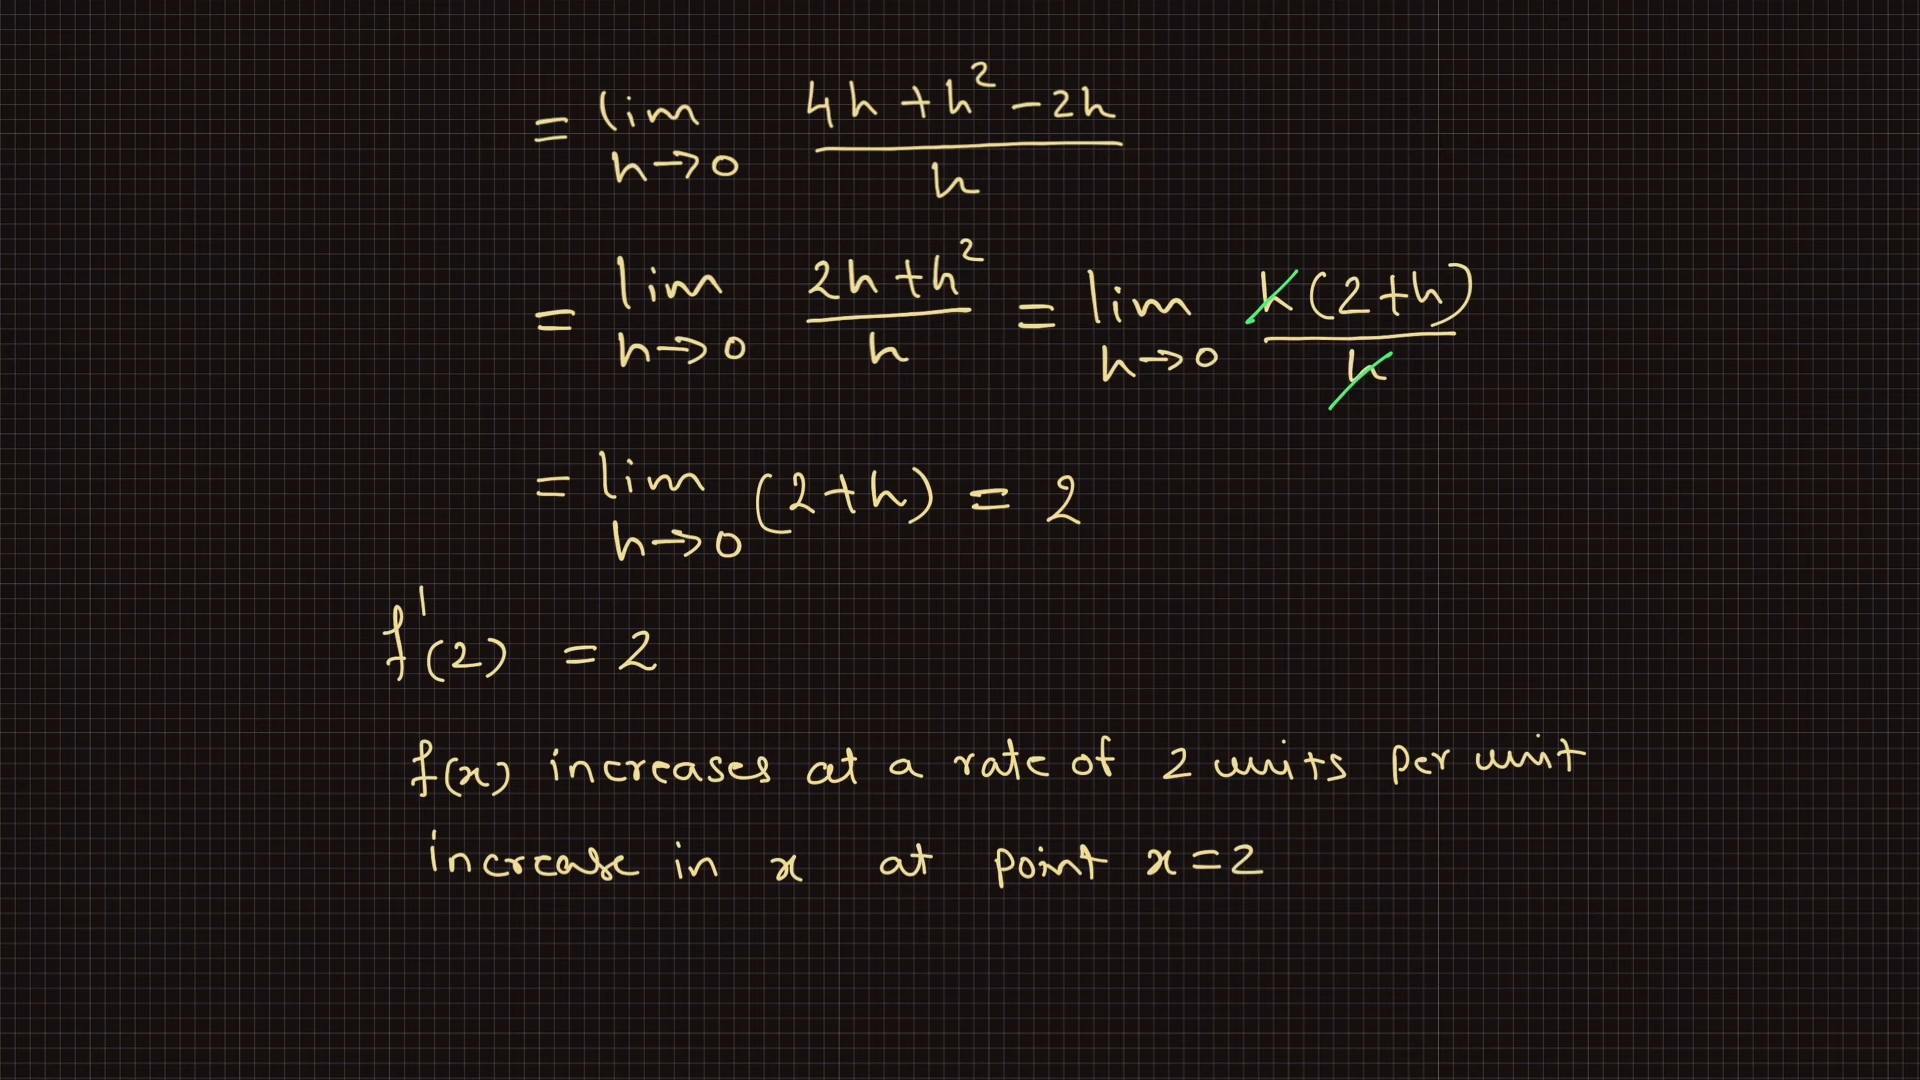 = lim h→0 (4h + h² − 2h)/h
= lim h→0 (2h + h²)/h = lim h→0 h(2+h)/h
= lim h→0 (2+h) = 2
f'(2) = 2
f(x) increases at a rate of 2 units per unit
increase in x at point x = 2